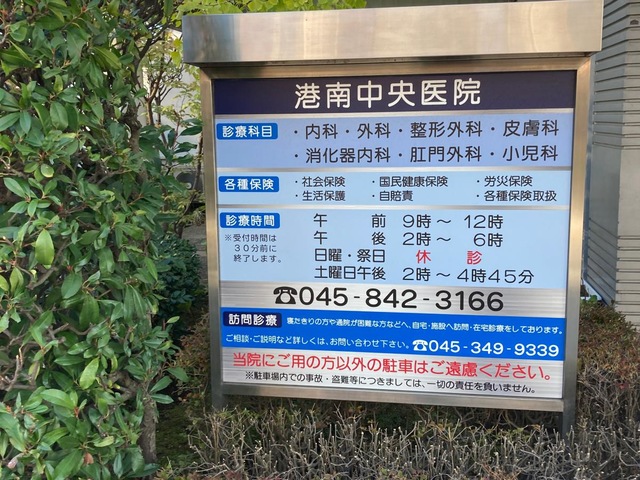 港南中央医院
診療科目 ・内科・外科・整形外科・皮膚科
・消化器内科・肛門外科・小児科
各種保険 ・社会保険 ・国民健康保険 ・労災保険
・生活保護 ・自賠責 ・各種保険取扱
診療時間 午前 9時～12時
※受付時間は
30分前に
終了します。
午後 2時～6時
日曜・祭日 休診
土曜日午後 2時～4時45分
☎045-842-3166
訪問診療 寝たきりの方や通院が困難な方などへ、自宅・施設へ訪問・在宅診療をしております。
ご相談・ご説明など詳しくは、お問い合わせ下さい。☎045-349-9339
当院にご用の方以外の駐車はご遠慮ください。
※駐車場内での事故・盗難等につきましては、一切の責任を負いません。